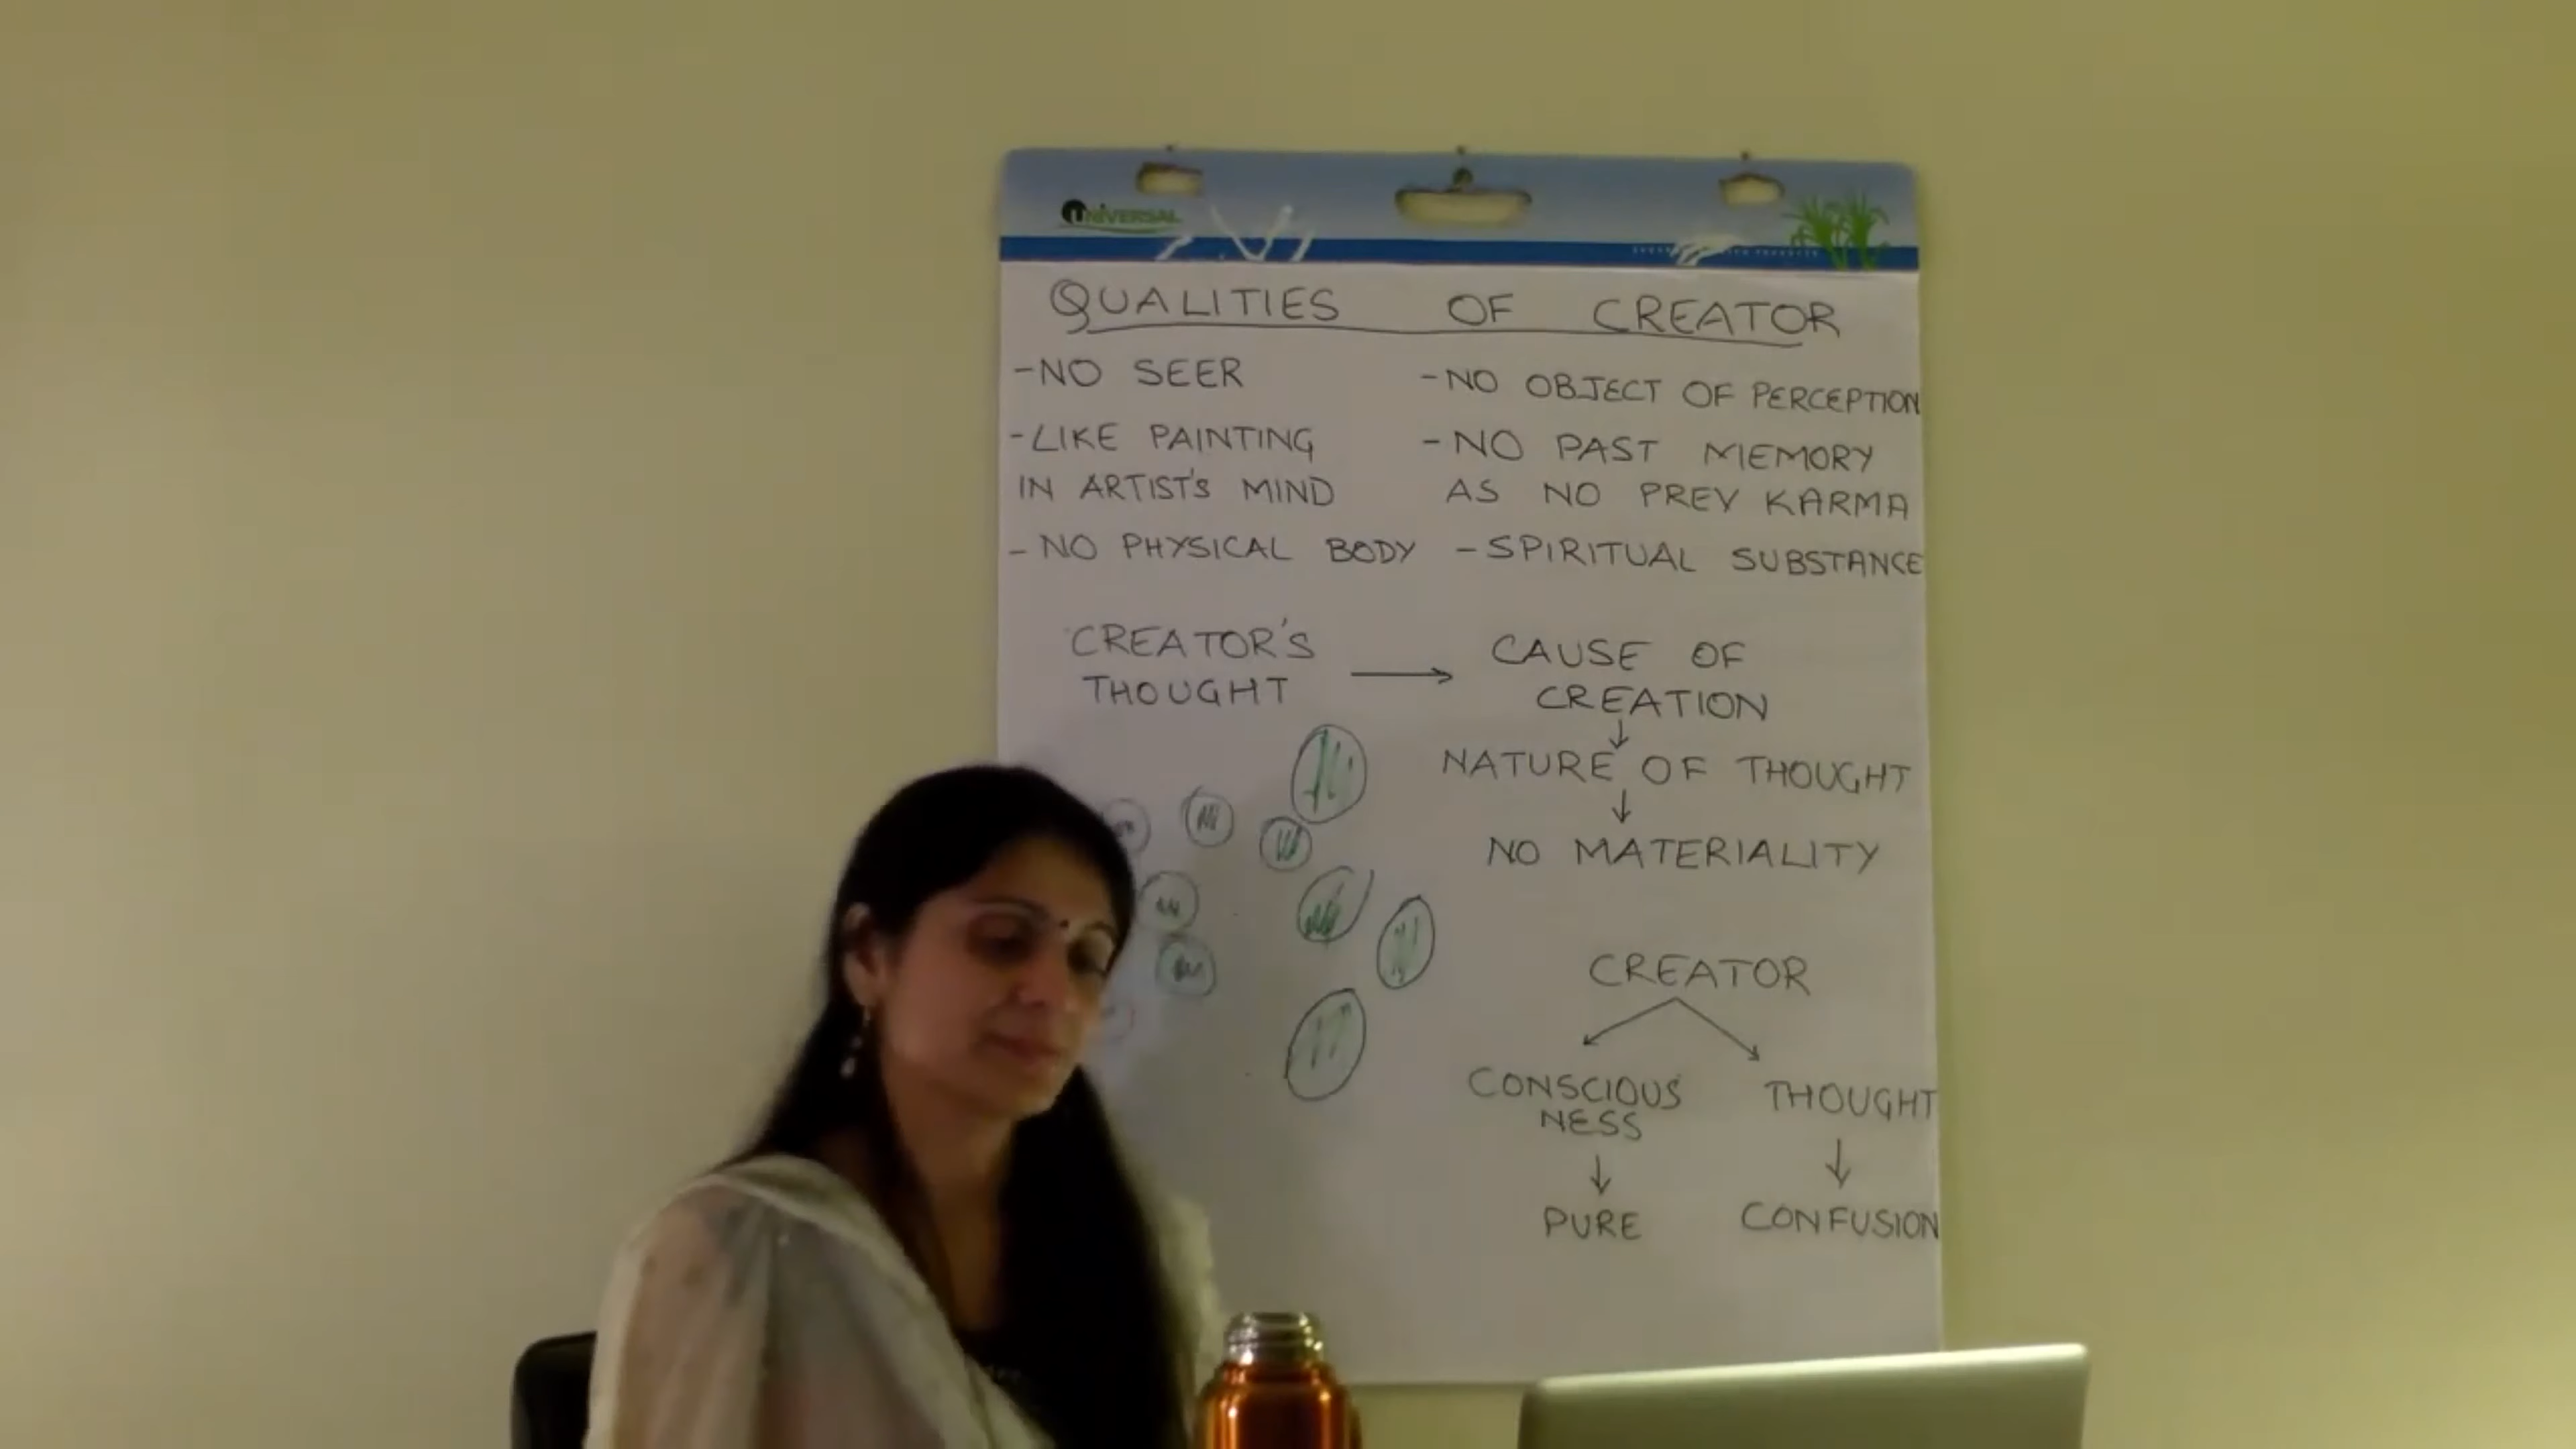 UNIVERSAL
QUALITIES OF CREATOR
-NO SEER
-NO OBJECT OF PERCEPTION
-LIKE PAINTING
IN ARTIST'S MIND
-NO PAST MEMORY
AS NO PREV KARMA
-NO PHYSICAL BODY
-SPIRITUAL SUBSTANCE
CREATOR'S
THOUGHT
CAUSE OF
CREATION
NATURE OF THOUGHT
NO MATERIALITY
CREATOR
CONSCIOUS
NESS
THOUGHT
PURE
CONFUSION